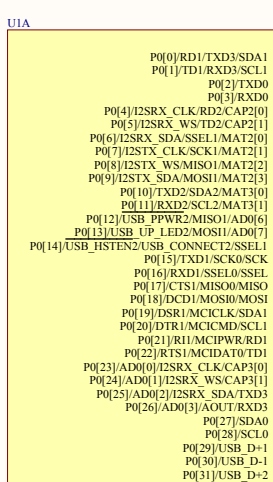 U1A
P0[0]/RD1/TXD3/SDA1
P0[1]/TD1/RXD3/SCL1
P0[2]/TXD0
P0[3]/RXD0
P0[4]/I2SRX_CLK/RD2/CAP2[0]
P0[5]/I2SRX_WS/TD2/CAP2[1]
P0[6]/I2SRX_SDA/SSEL1/MAT2[0]
P0[7]/I2STX_CLK/SCK1/MAT2[1]
P0[8]/I2STX_WS/MISO1/MAT2[2]
P0[9]/I2STX_SDA/MOSI1/MAT2[3]
P0[10]/TXD2/SDA2/MAT3[0]
P0[11]/RXD2/SCL2/MAT3[1]
P0[12]/USB_PPWR2/MISO1/AD0[6]
P0[13]/USB_UP_LED2/MOSI1/AD0[7]
P0[14]/USB_HSTEN2/USB_CONNECT2/SSEL1
P0[15]/TXD1/SCK0/SCK
P0[16]/RXD1/SSEL0/SSEL
P0[17]/CTS1/MISO0/MISO
P0[18]/DCD1/MOSI0/MOSI
P0[19]/DSR1/MCICLK/SDA1
P0[20]/DTR1/MCICMD/SCL1
P0[21]/RI1/MCIPWR/RD1
P0[22]/RTS1/MCIDAT0/TD1
P0[23]/AD0[0]/I2SRX_CLK/CAP3[0]
P0[24]/AD0[1]/I2SRX_WS/CAP3[1]
P0[25]/AD0[2]/I2SRX_SDA/TXD3
P0[26]/AD0[3]/AOUT/RXD3
P0[27]/SDA0
P0[28]/SCL0
P0[29]/USB_D+1
P0[30]/USB_D-1
P0[31]/USB_D+2